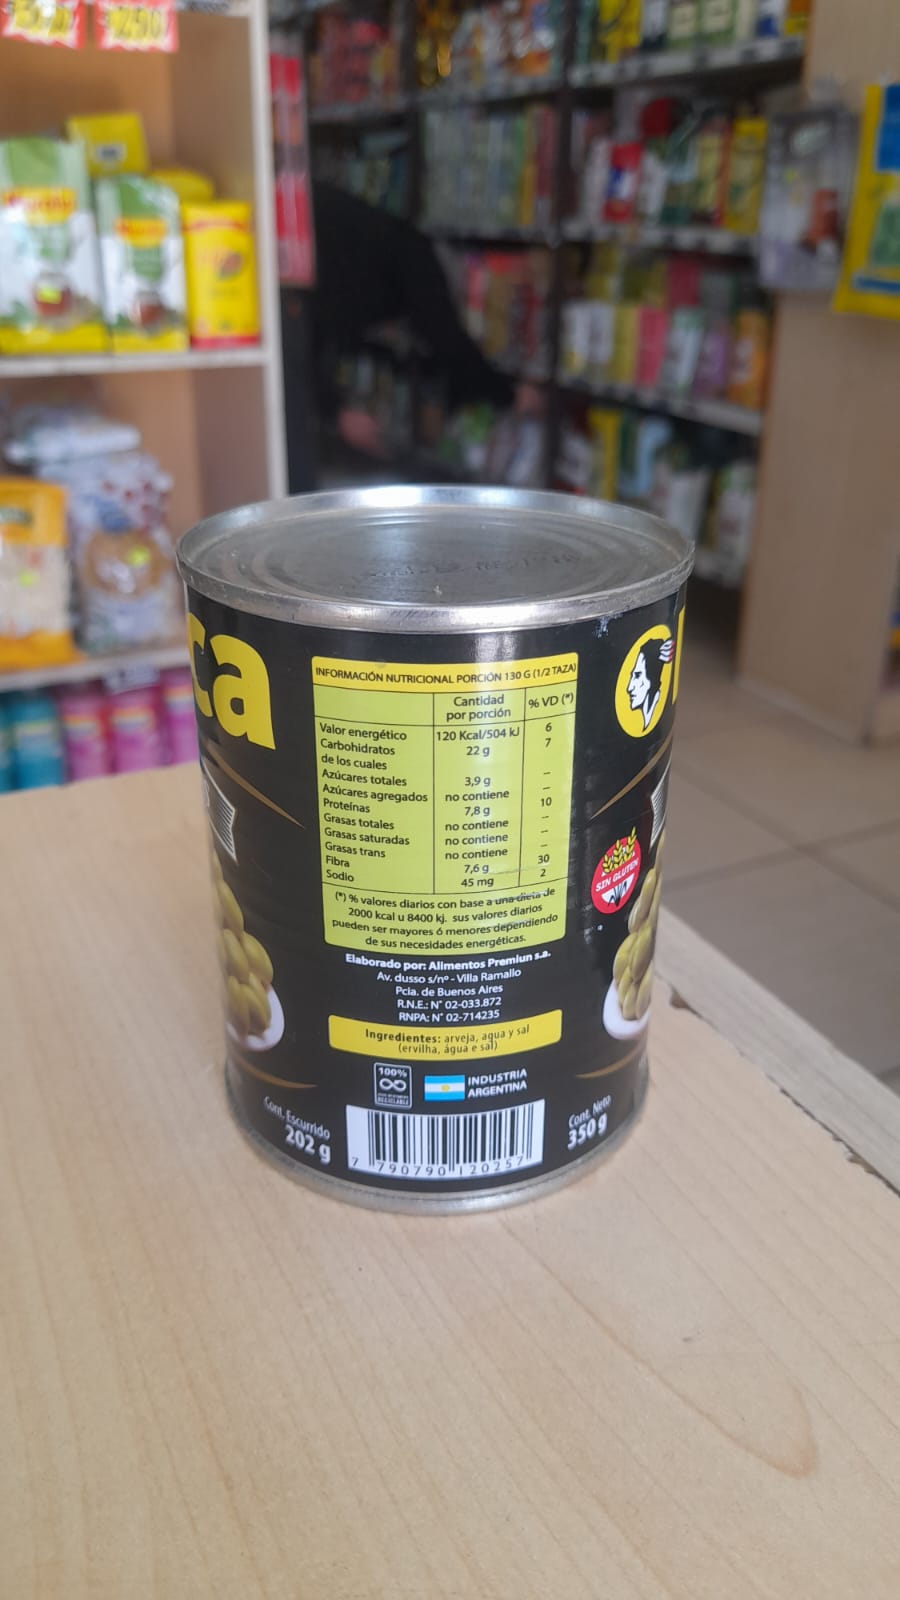 ca
INFORMACIÓN NUTRICIONAL PORCIÓN 130 G (1/2 TAZA)
Cantidad por porción % VD (*)
Valor energético 120 Kcal/504 kJ 6
Carbohidratos 22 g 7
de los cuales
Azúcares totales 3,9 g –
Azúcares agregados no contiene –
Proteínas 7,8 g 10
Grasas totales no contiene –
Grasas saturadas no contiene –
Grasas trans no contiene –
Fibra 7,6 g 30
Sodio 45 mg 2
(*) % valores diarios con base a una dieta de
2000 kcal u 8400 kj. sus valores diarios
pueden ser mayores ó menores dependiendo
de sus necesidades energéticas.
Elaborado por: Alimentos Premiun s.a.
Av. dusso s/nº - Villa Ramallo
Pcia. de Buenos Aires
R.N.E.: N° 02-033.872
RNPA: N° 02-714235
Ingredientes: arveja, agua y sal
(ervilha, água e sal)
100%
RECICLABLE
INDUSTRIA
ARGENTINA
SIN GLUTEN
Cont. Escurrido
202 g
7 790790 120257
Cont. Neto
350 g